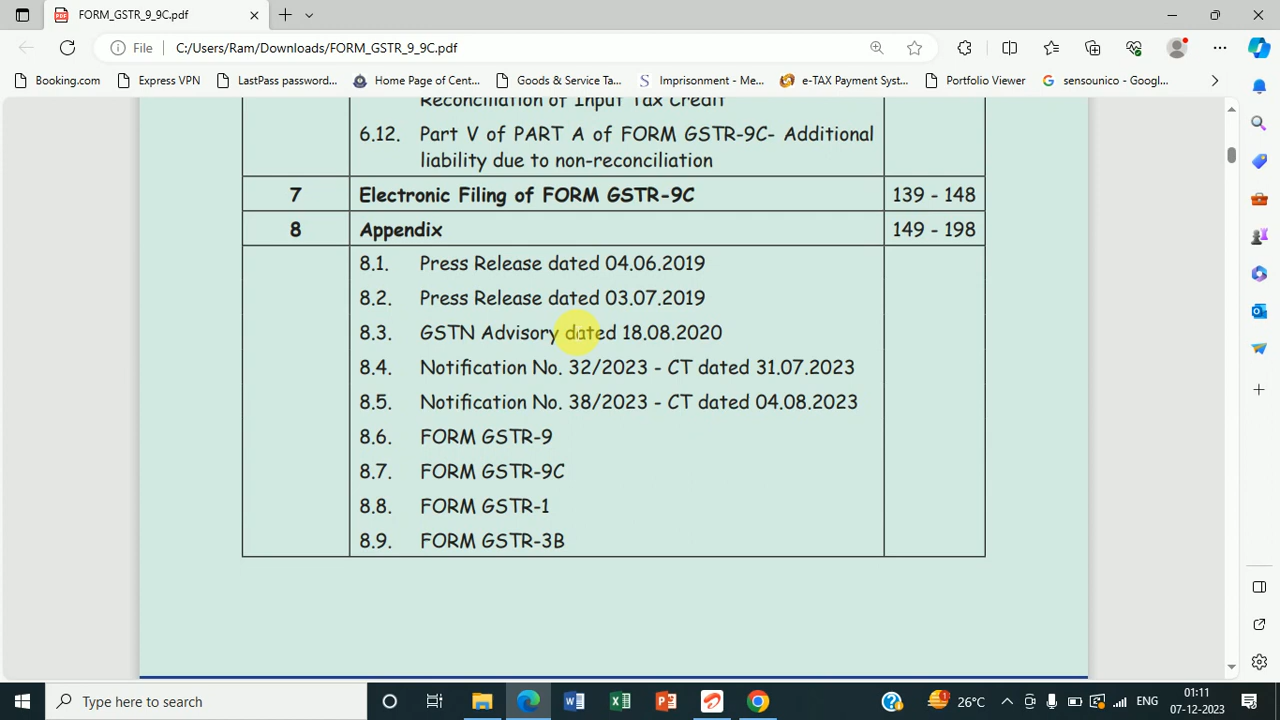 FORM_GSTR_9_9C.pdf
File C:/Users/Ram/Downloads/FORM_GSTR_9_9C.pdf
Booking.com Express VPN LastPass password... Home Page of Cent... Goods & Service Ta... Imprisonment - Me... e-TAX Payment Syst... Portfolio Viewer sensounico - Googl...
Reconciliation of Input Tax Credit
6.12. Part V of PART A of FORM GSTR-9C- Additional
liability due to non-reconciliation
7 Electronic Filing of FORM GSTR-9C 139 - 148
8 Appendix 149 - 198
8.1. Press Release dated 04.06.2019
8.2. Press Release dated 03.07.2019
8.3. GSTN Advisory dated 18.08.2020
8.4. Notification No. 32/2023 - CT dated 31.07.2023
8.5. Notification No. 38/2023 - CT dated 04.08.2023
8.6. FORM GSTR-9
8.7. FORM GSTR-9C
8.8. FORM GSTR-1
8.9. FORM GSTR-3B
Type here to search
26°C
ENG
01:11
07-12-2023